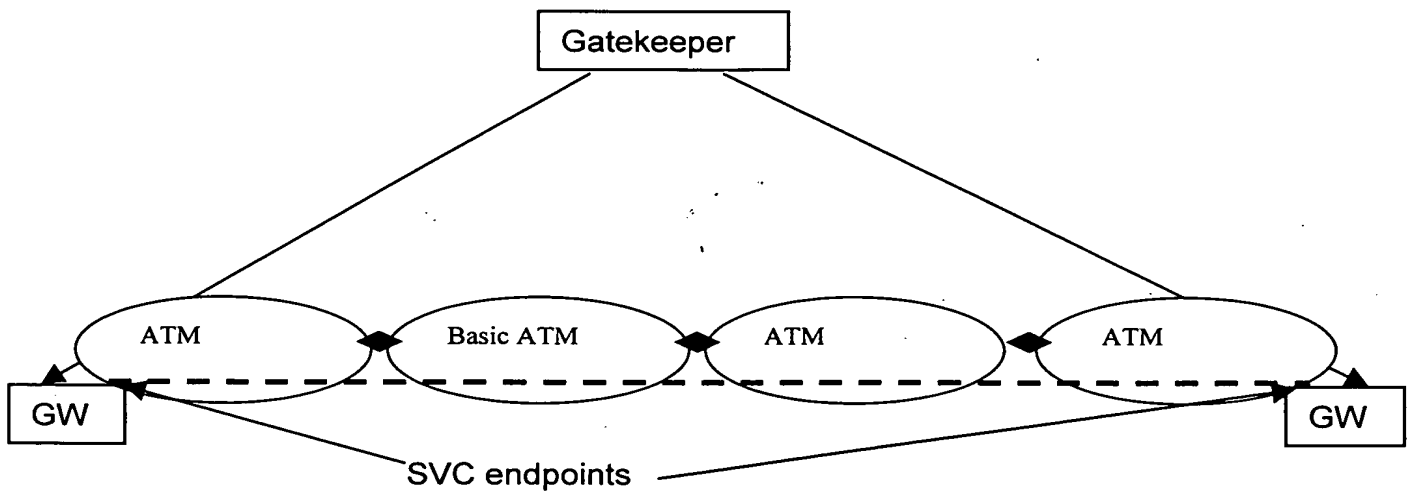 Gatekeeper
ATM
Basic ATM
ATM
ATM
GW
GW
SVC endpoints